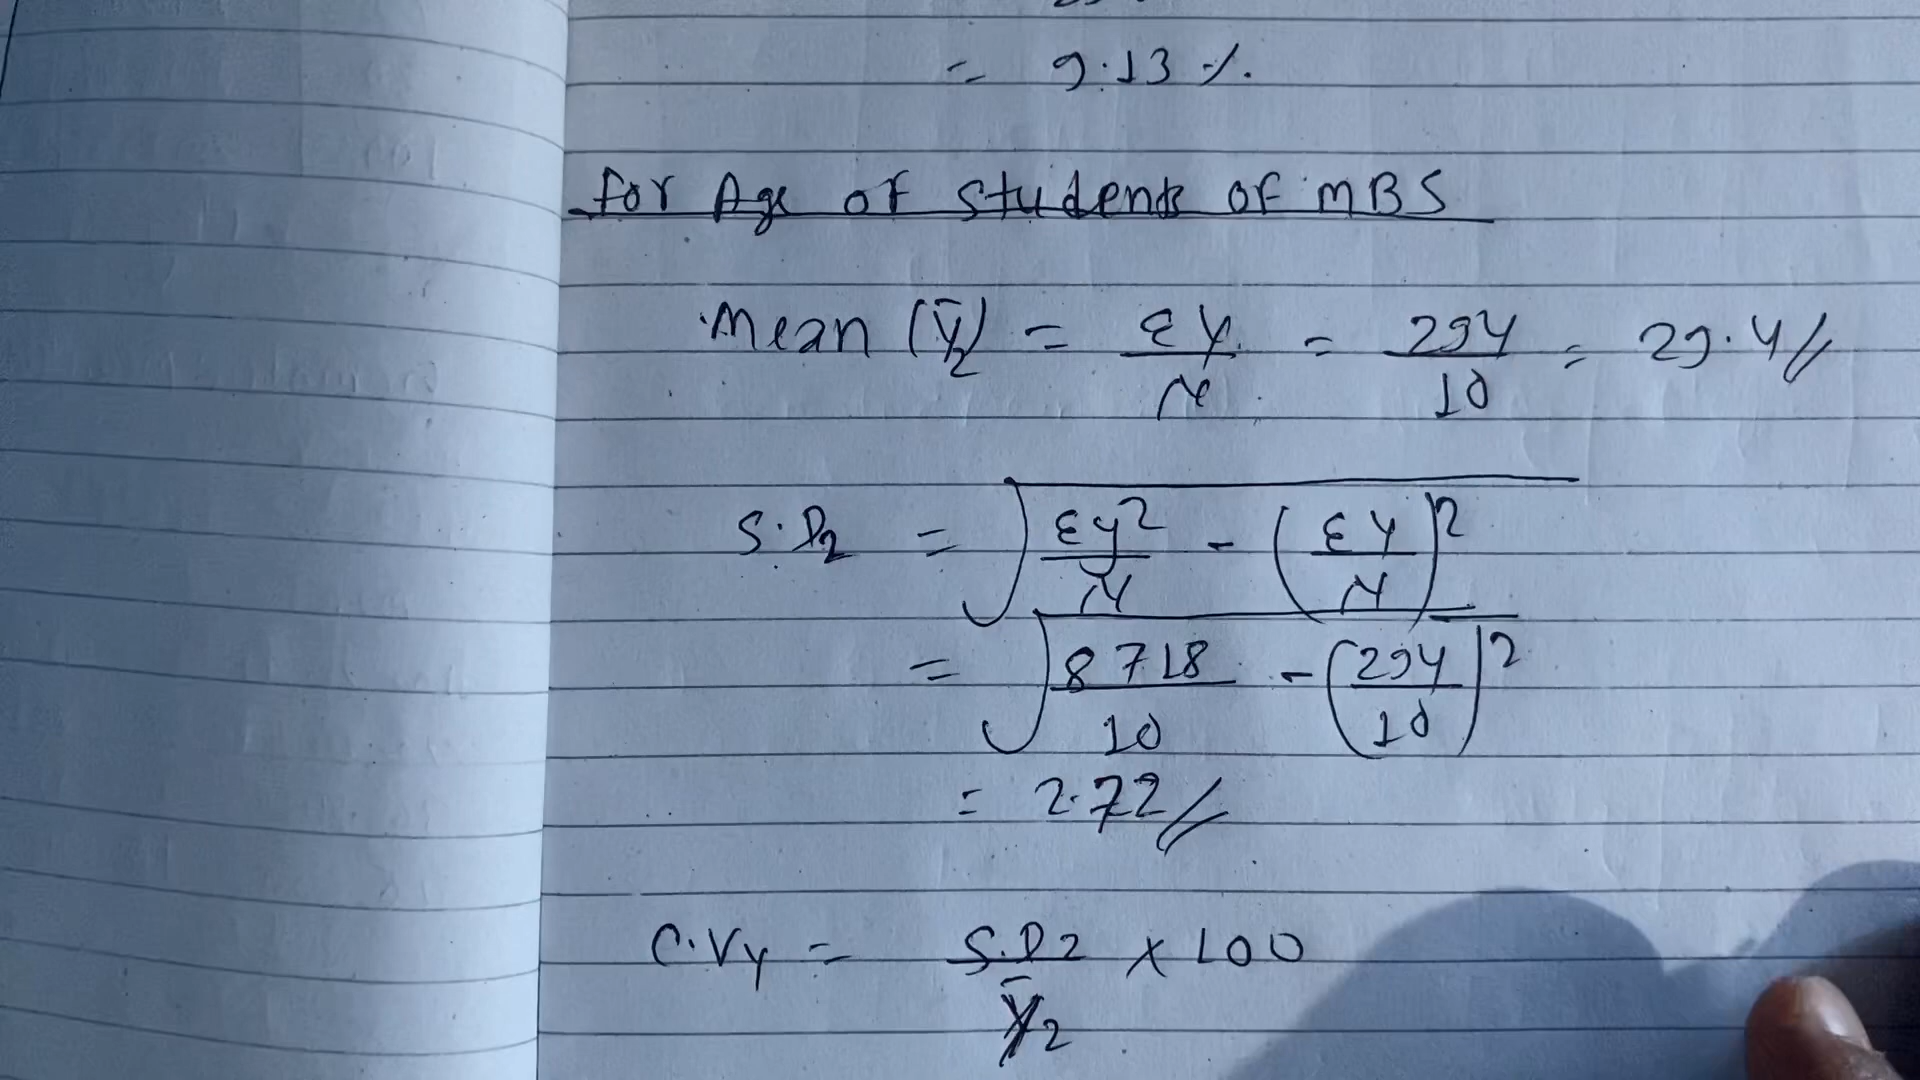 = 9.13 %.
for Age of students of MBS
Mean (ȳ₂) = Σy/N = 294/10 = 29.4//
S.D₂ = √(Σy²/N - (Σy/N)²)
= √(8718/10 - (294/10)²)
= 2.72//
C.Vy = S.D2/ȳ₂ × 100